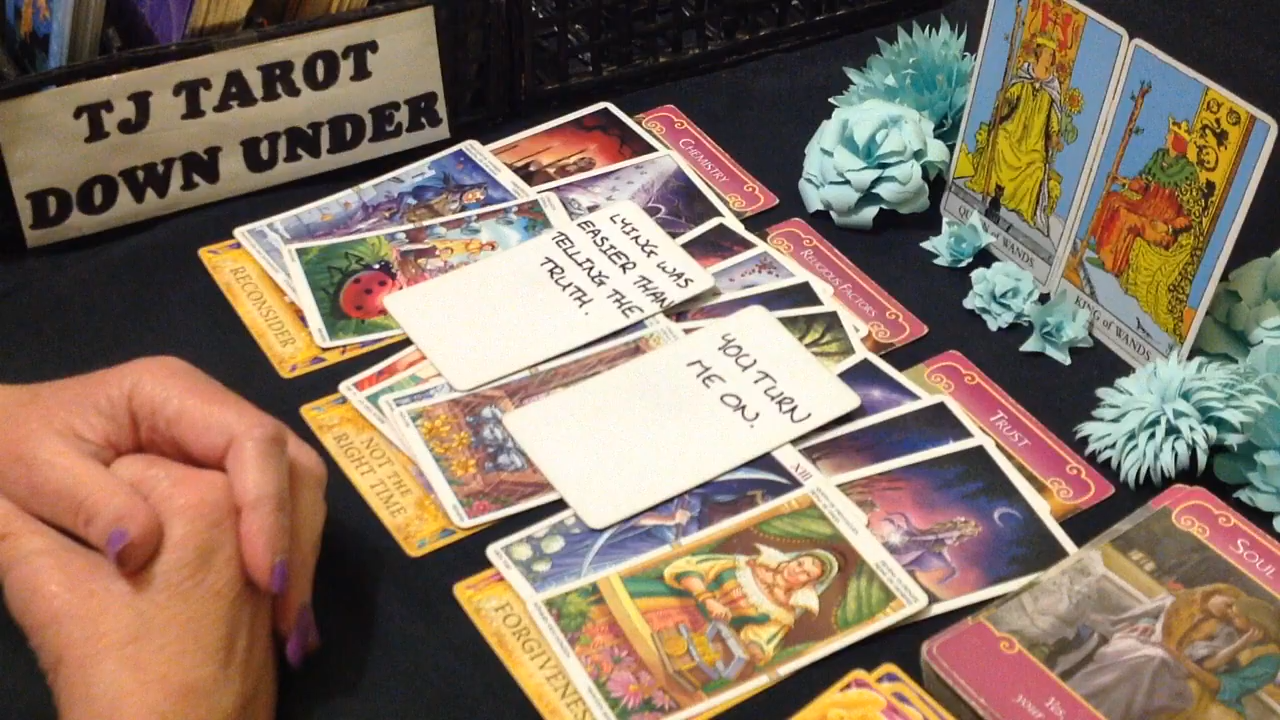 TJ TAROT
DOWN UNDER
CHEMISTRY
RELIGIOUS FACTORS
TRUST
SOUL
RECONSIDER
NOT THE
RIGHT TIME
FORGIVENESS
LYING WAS
EASIER THAN
TELLING THE
TRUTH.
YOU TURN
ME ON.
XIII
OF WANDS
KING of WANDS
Yes,